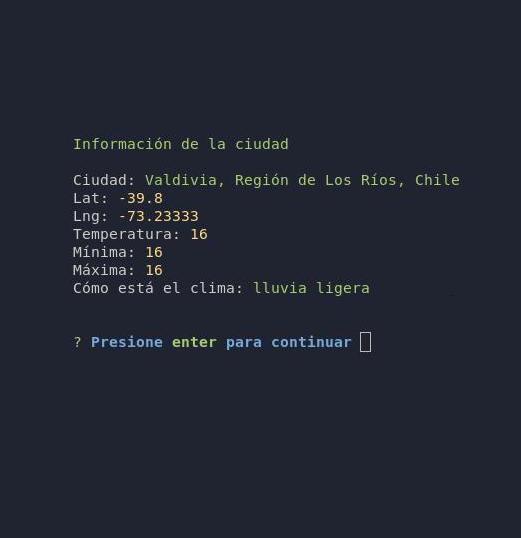 Información de la ciudad
Ciudad: Valdivia, Región de Los Ríos, Chile
Lat: -39.8
Lng: -73.23333
Temperatura: 16
Mínima: 16
Máxima: 16
Cómo está el clima: lluvia ligera
? Presione enter para continuar